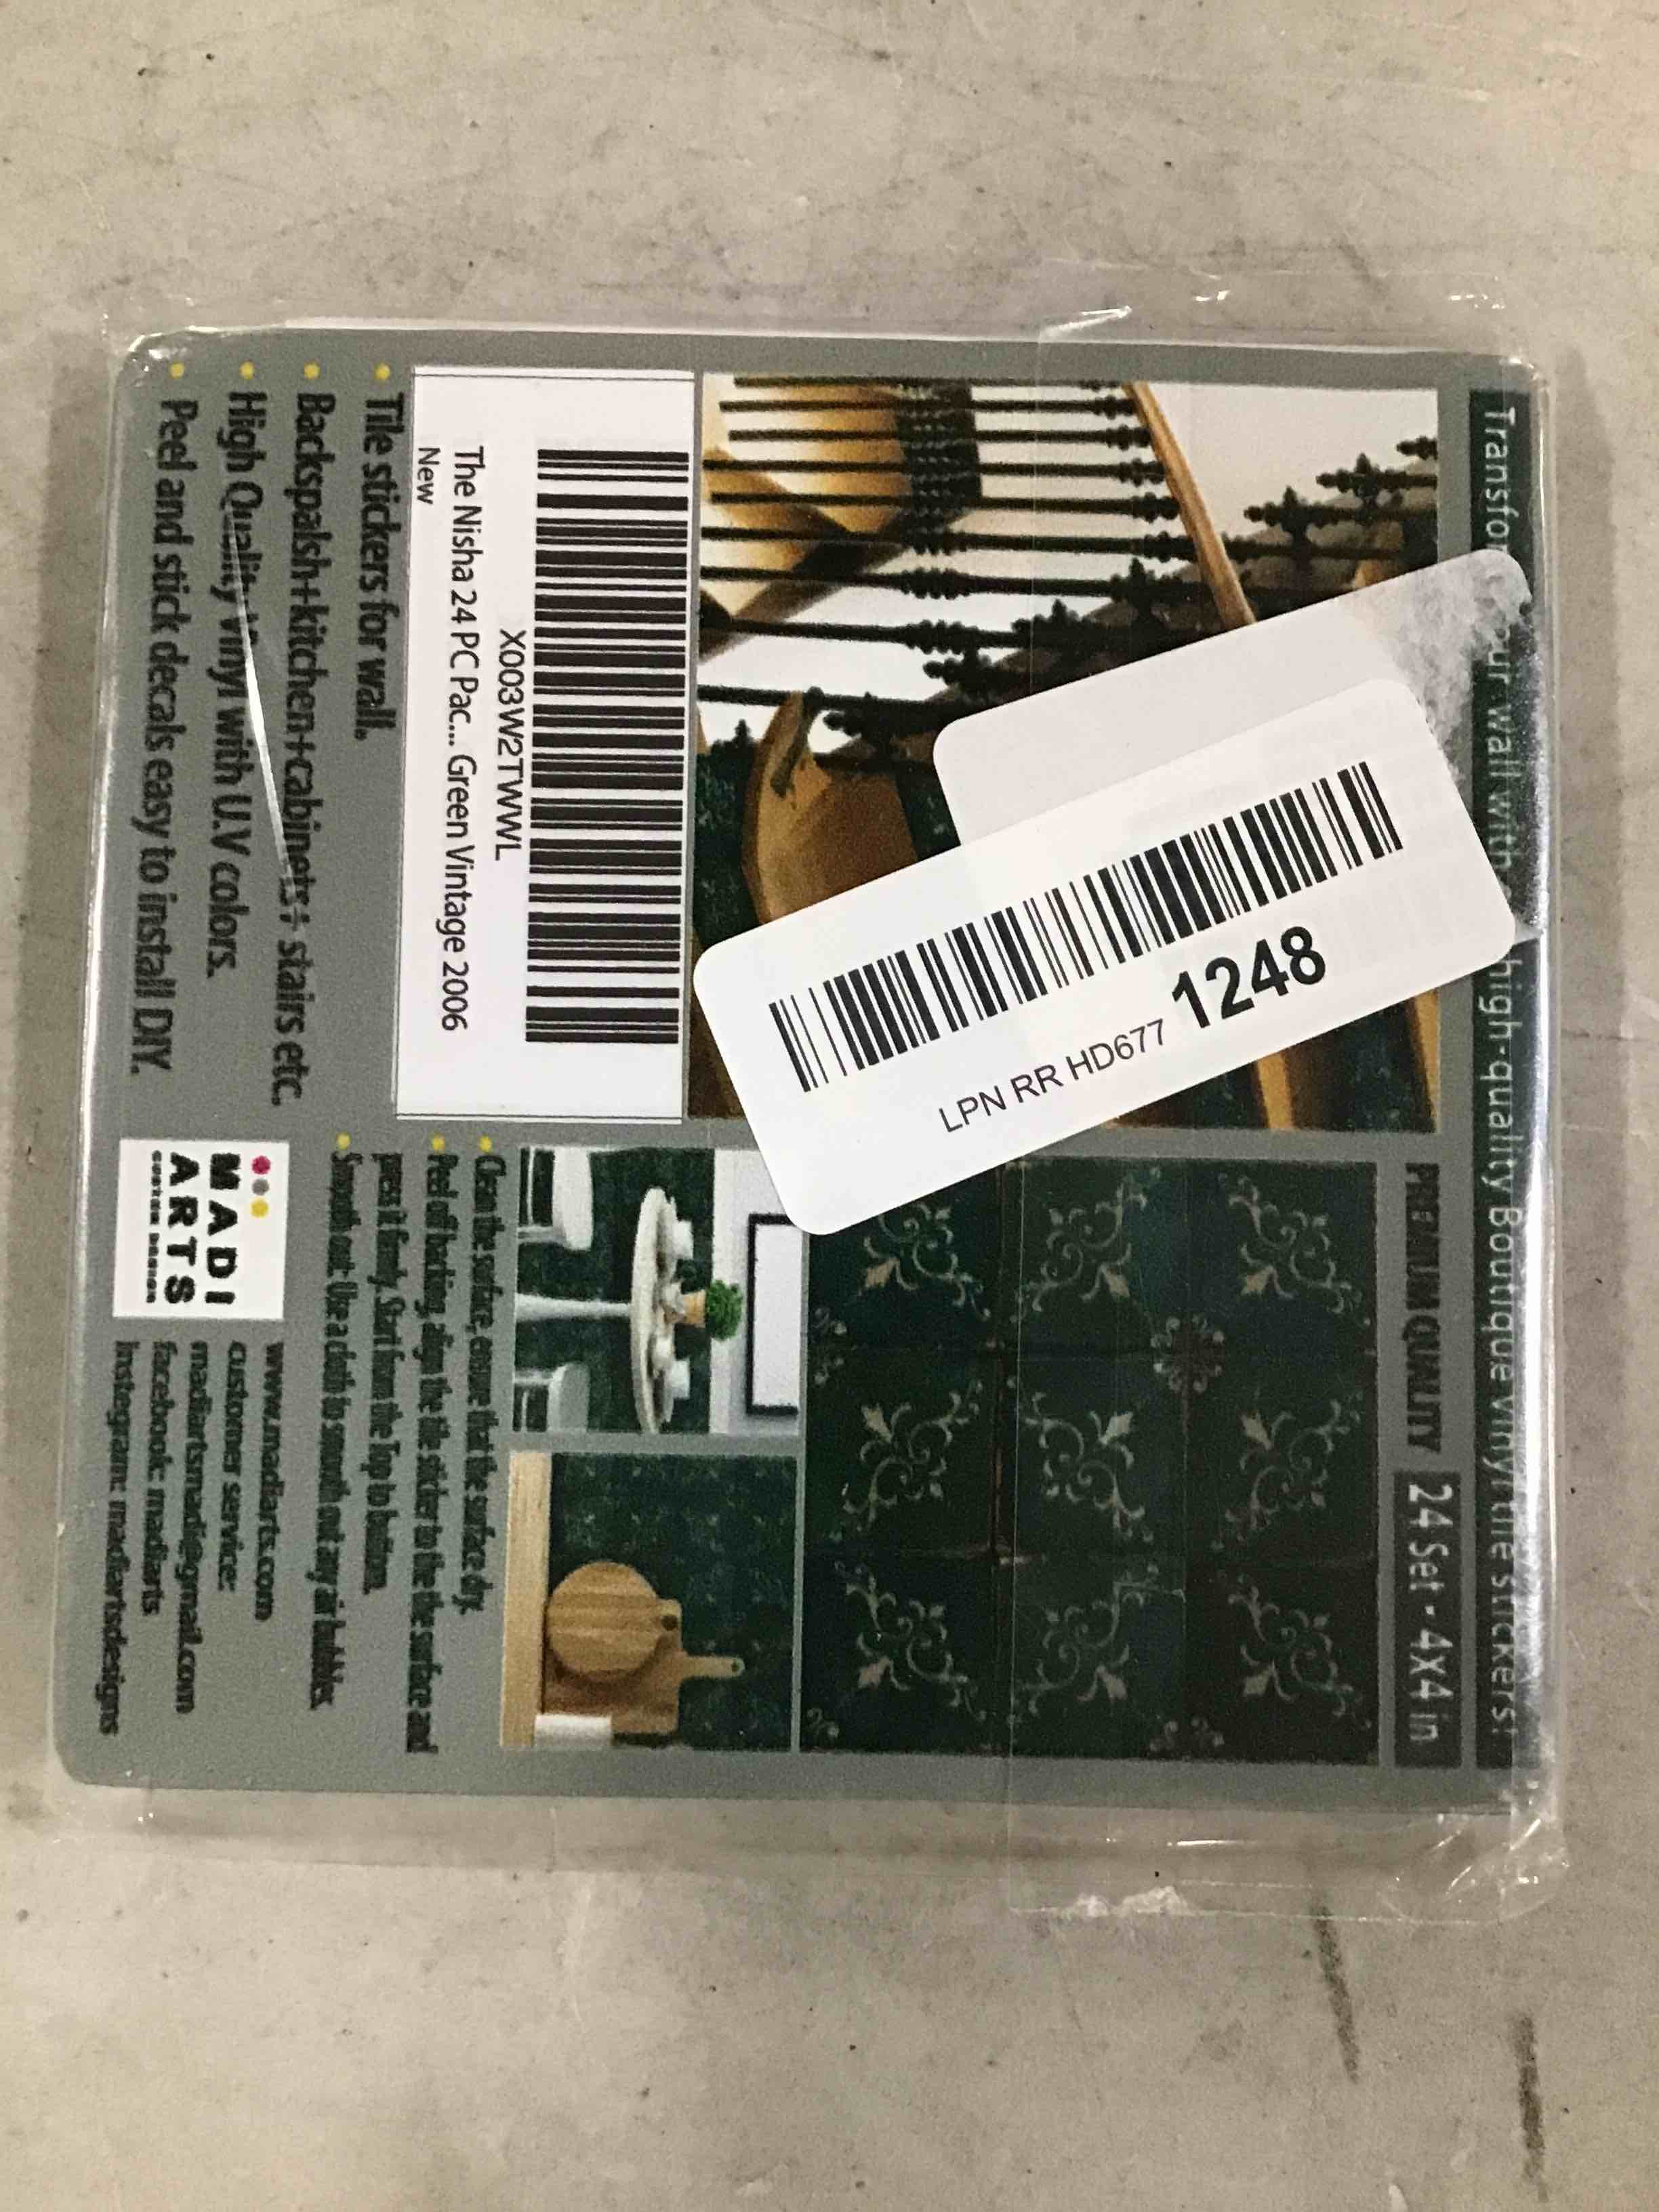 Transfo ur wall with high-quality Boutique vinyl tile stickers!
PREMIUM QUALITY 24 Set · 4X4 in
1248
LPN RR HD677
X003W2TWWL
The Nisha 24 PC Pac... Green Vintage 2006
New
Tile stickers for wall.
Backspalsh+kitchen+cabinets+ stairs etc.
High Quality Vinyl with U.V colors.
Peel and stick decals easy to install DIY.
Clean the surface, ensure that the surface dry.
Peel off backing, align the tile sticker to the the surface and
press it firmly. Start from the Top to bottom.
Smooth out: Use a cloth to smooth out any air bubbles.
MADI
ARTS
www.madiarts.com
customer service:
madiartsmadi@gmail.com
facebook: madiarts
Instegram: madiartsdesigns